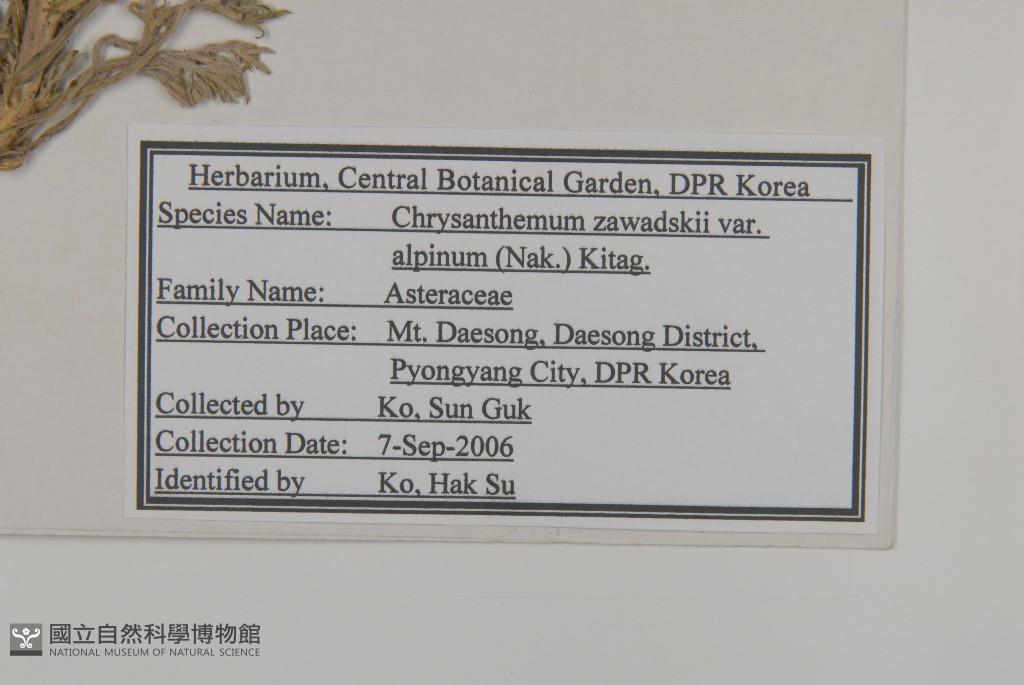 Herbarium, Central Botanical Garden, DPR Korea
Species Name: Chrysanthemum zawadskii var.
alpinum (Nak.) Kitag.
Family Name: Asteraceae
Collection Place: Mt. Daesong, Daesong District,
Pyongyang City, DPR Korea
Collected by Ko, Sun Guk
Collection Date: 7-Sep-2006
Identified by Ko, Hak Su
國立自然科學博物館
NATIONAL MUSEUM OF NATURAL SCIENCE